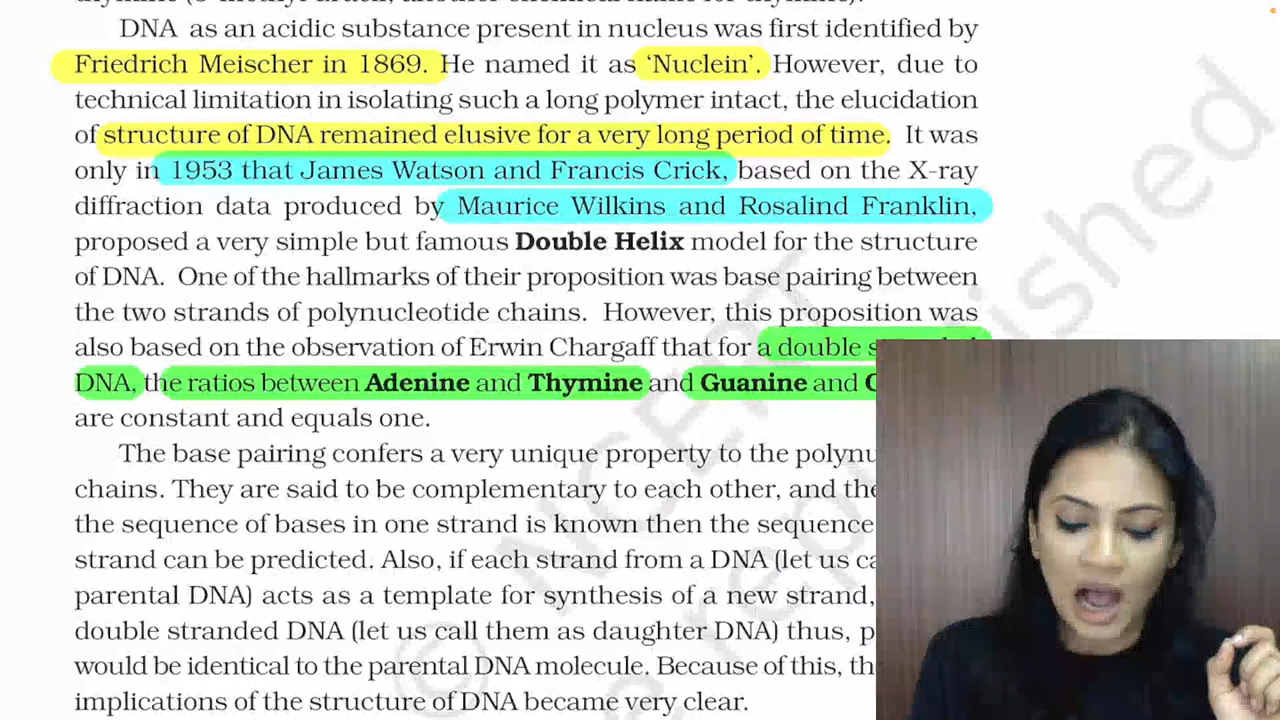 DNA as an acidic substance present in nucleus was first identified by
Friedrich Meischer in 1869. He named it as ‘Nuclein’. However, due to
technical limitation in isolating such a long polymer intact, the elucidation
of structure of DNA remained elusive for a very long period of time. It was
only in 1953 that James Watson and Francis Crick, based on the X-ray
diffraction data produced by Maurice Wilkins and Rosalind Franklin,
proposed a very simple but famous Double Helix model for the structure
of DNA. One of the hallmarks of their proposition was base pairing between
the two strands of polynucleotide chains. However, this proposition was
also based on the observation of Erwin Chargaff that for a double
DNA, the ratios between Adenine and Thymine and Guanine and
are constant and equals one.
The base pairing confers a very unique property to the
chains. They are said to be complementary to each other, and
the sequence of bases in one strand is known then the sequence
strand can be predicted. Also, if each strand from a DNA (let us
parental DNA) acts as a template for synthesis of a new strand,
double stranded DNA (let us call them as daughter DNA) thus,
would be identical to the parental DNA molecule. Because of this,
implications of the structure of DNA became very clear.
© NCERT